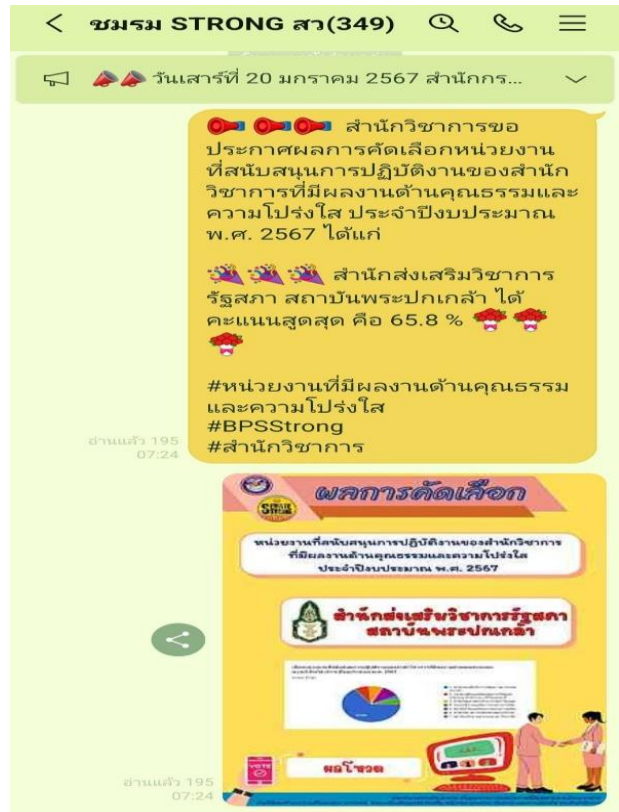 ชมรม STRONG สว(349)
วันเสาร์ที่ 20 มกราคม 2567 สำนักกร...
สำนักวิชาการขอ
ประกาศผลการคัดเลือกหน่วยงาน
ที่สนับสนุนการปฏิบัติงานของสำนัก
วิชาการที่มีผลงานด้านคุณธรรมและ
ความโปร่งใส ประจำปีงบประมาณ
พ.ศ. 2567 ได้แก่
สำนักส่งเสริมวิชาการ
รัฐสภา สถาบันพระปกเกล้า ได้
คะแนนสูงสุด คือ 65.8 %
#หน่วยงานที่มีผลงานด้านคุณธรรม
และความโปร่งใส
#BPSStrong
#สำนักวิชาการ
อ่านแล้ว 195
07:24
ผลการคัดเลือก
หน่วยงานที่สนับสนุนการปฏิบัติงานของสำนักวิชาการ
ที่มีผลงานด้านคุณธรรมและความโปร่งใส
ประจำปีงบประมาณ พ.ศ. 2567
สำนักส่งเสริมวิชาการรัฐสภา
สถาบันพระปกเกล้า
VOTE
ผลโหวต
อ่านแล้ว 195
07:24